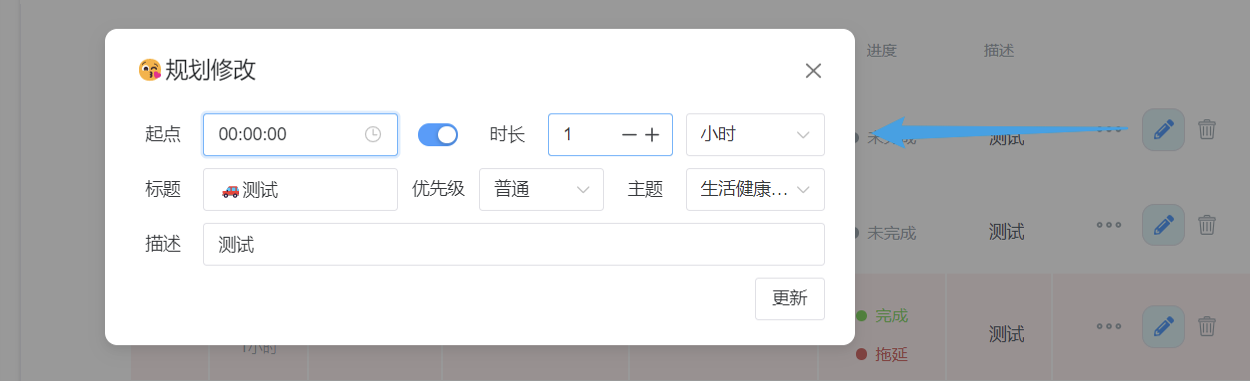 进度 描述
😘规划修改
起点 00:00:00 时长 1 小时
未完成 测试
标题 🚗测试 优先级 普通 主题 生活健康...
未完成 测试
描述 测试
更新
完成
测试
1小时
拖延